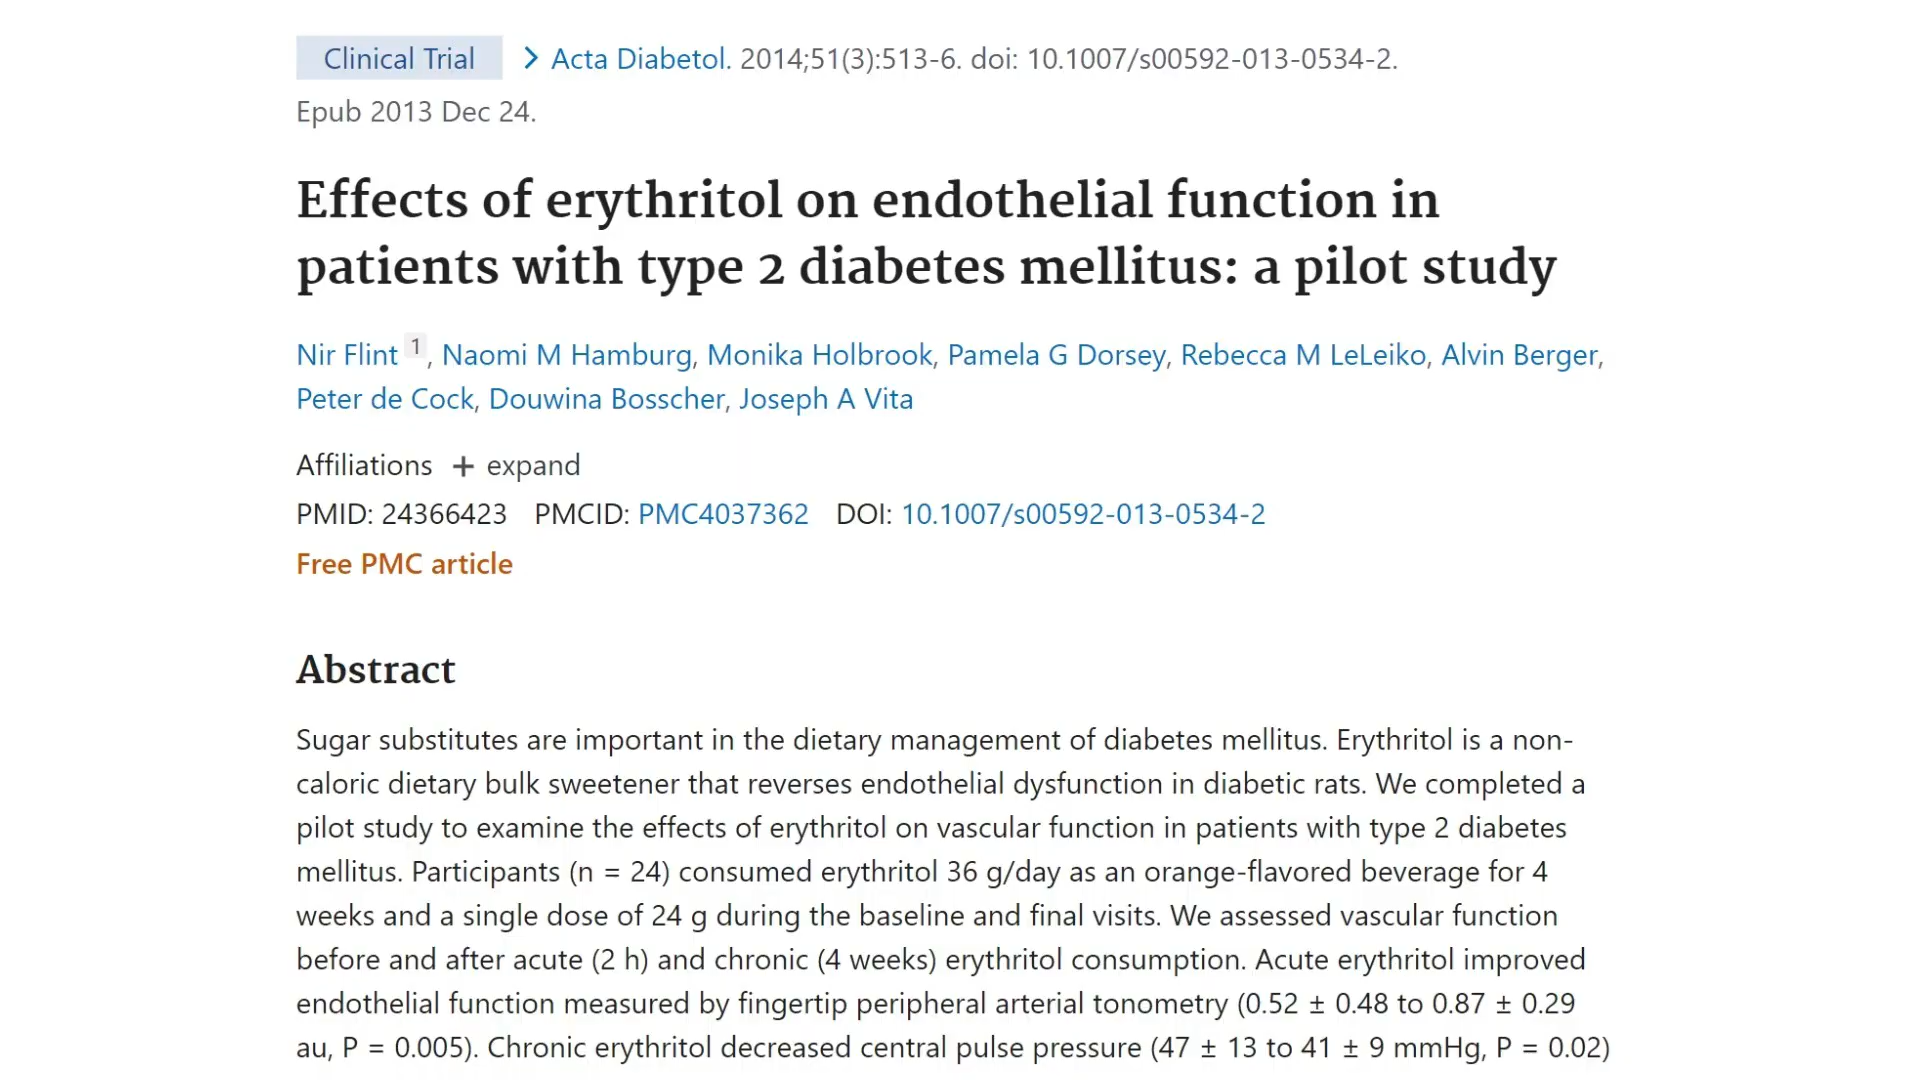 Clinical Trial > Acta Diabetol. 2014;51(3):513-6. doi: 10.1007/s00592-013-0534-2.
Epub 2013 Dec 24.
Effects of erythritol on endothelial function in
patients with type 2 diabetes mellitus: a pilot study
Nir Flint 1, Naomi M Hamburg, Monika Holbrook, Pamela G Dorsey, Rebecca M LeLeiko, Alvin Berger,
Peter de Cock, Douwina Bosscher, Joseph A Vita
Affiliations + expand
PMID: 24366423 PMCID: PMC4037362 DOI: 10.1007/s00592-013-0534-2
Free PMC article
Abstract
Sugar substitutes are important in the dietary management of diabetes mellitus. Erythritol is a non-
caloric dietary bulk sweetener that reverses endothelial dysfunction in diabetic rats. We completed a
pilot study to examine the effects of erythritol on vascular function in patients with type 2 diabetes
mellitus. Participants (n = 24) consumed erythritol 36 g/day as an orange-flavored beverage for 4
weeks and a single dose of 24 g during the baseline and final visits. We assessed vascular function
before and after acute (2 h) and chronic (4 weeks) erythritol consumption. Acute erythritol improved
endothelial function measured by fingertip peripheral arterial tonometry (0.52 ± 0.48 to 0.87 ± 0.29
au, P = 0.005). Chronic erythritol decreased central pulse pressure (47 ± 13 to 41 ± 9 mmHg, P = 0.02)